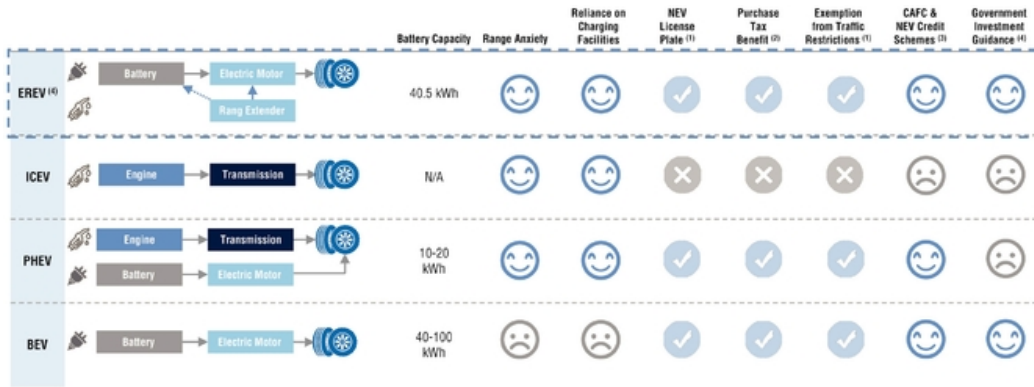 Battery Capacity
Range Anxiety
Reliance on
Charging
Facilities
NEV
License
Plate (1)
Purchase
Tax
Benefit (2)
Exemption
from Traffic
Restrictions (1)
CAFC &
NEV Credit
Schemes (3)
Government
Investment
Guidance (4)
EREV (4)
Battery
Electric Motor
Rang Extender
40.5 kWh
ICEV
Engine
Transmission
N/A
PHEV
Engine
Transmission
Battery
Electric Motor
10-20
kWh
BEV
Battery
Electric Motor
40-100
kWh